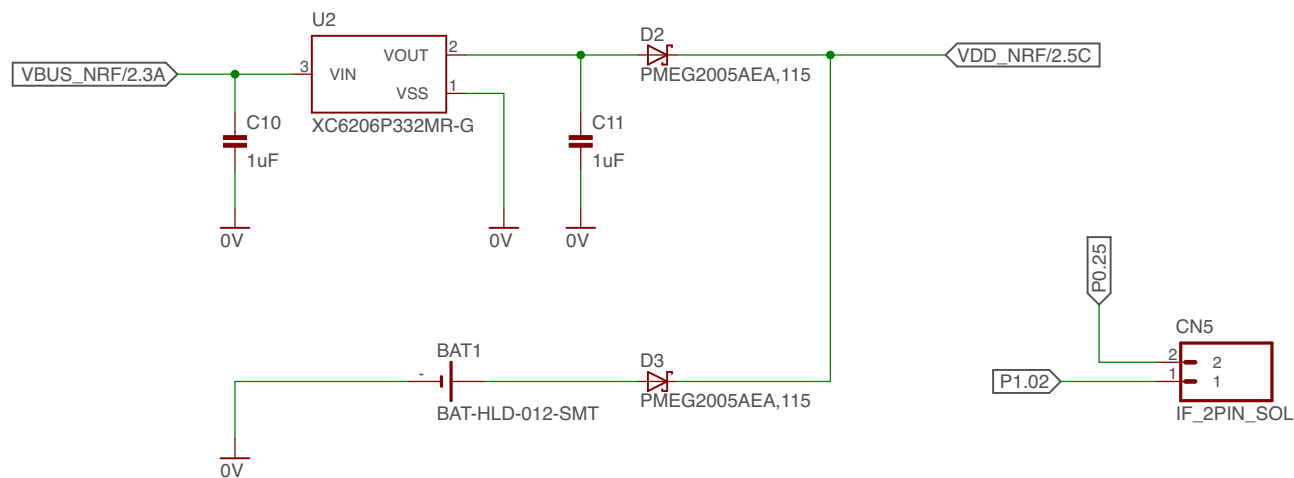 U2
VBUS_NRF/2.3A
3
VIN
VOUT
2
VSS
1
XC6206P332MR-G
C10
1uF
0V
0V
C11
1uF
0V
D2
PMEG2005AEA,115
VDD_NRF/2.5C
BAT1
-
BAT-HLD-012-SMT
0V
D3
PMEG2005AEA,115
P0.25
P1.02
CN5
2
2
1
1
IF_2PIN_SOL